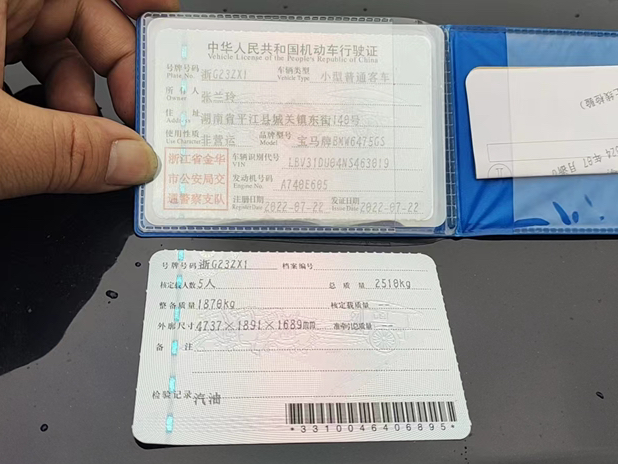 中华人民共和国机动车行驶证
Vehicle License of the People's Republic of China
号牌号码 浙G23ZX1 车辆类型 小型普通客车
Plate No. Vehicle Type
所有人 张兰玲
Owner
住址 湖南省平江县城关镇东街148号
Address
使用性质 非营运 品牌型号 宝马牌BMW6475GS
Use Character Model
浙江省金华
市公安局交
通警察支队
车辆识别代号
VIN
发动机号码 A740E605
Engine No.
注册日期 2022-07-22 发证日期 2022-07-22
Register Date Issue Date
号牌号码 浙G23ZX1 档案编号
核定载人数 5人 总质量 2510kg
整备质量 1870kg 核定载质量 --
外廓尺寸 4737×1891×1689mm 准牵引总质量 --
备注
检验记录 汽油
*3310046406895*